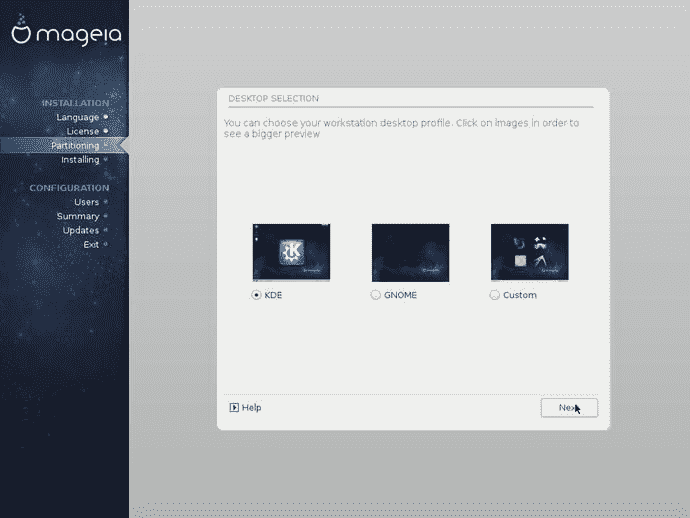 mageia
INSTALLATION
Language
License
Partitioning
Installing
CONFIGURATION
Users
Summary
Updates
Exit
DESKTOP SELECTION
You can choose your workstation desktop profile. Click on images in order to
see a bigger preview
KDE
GNOME
Custom
Help
Next